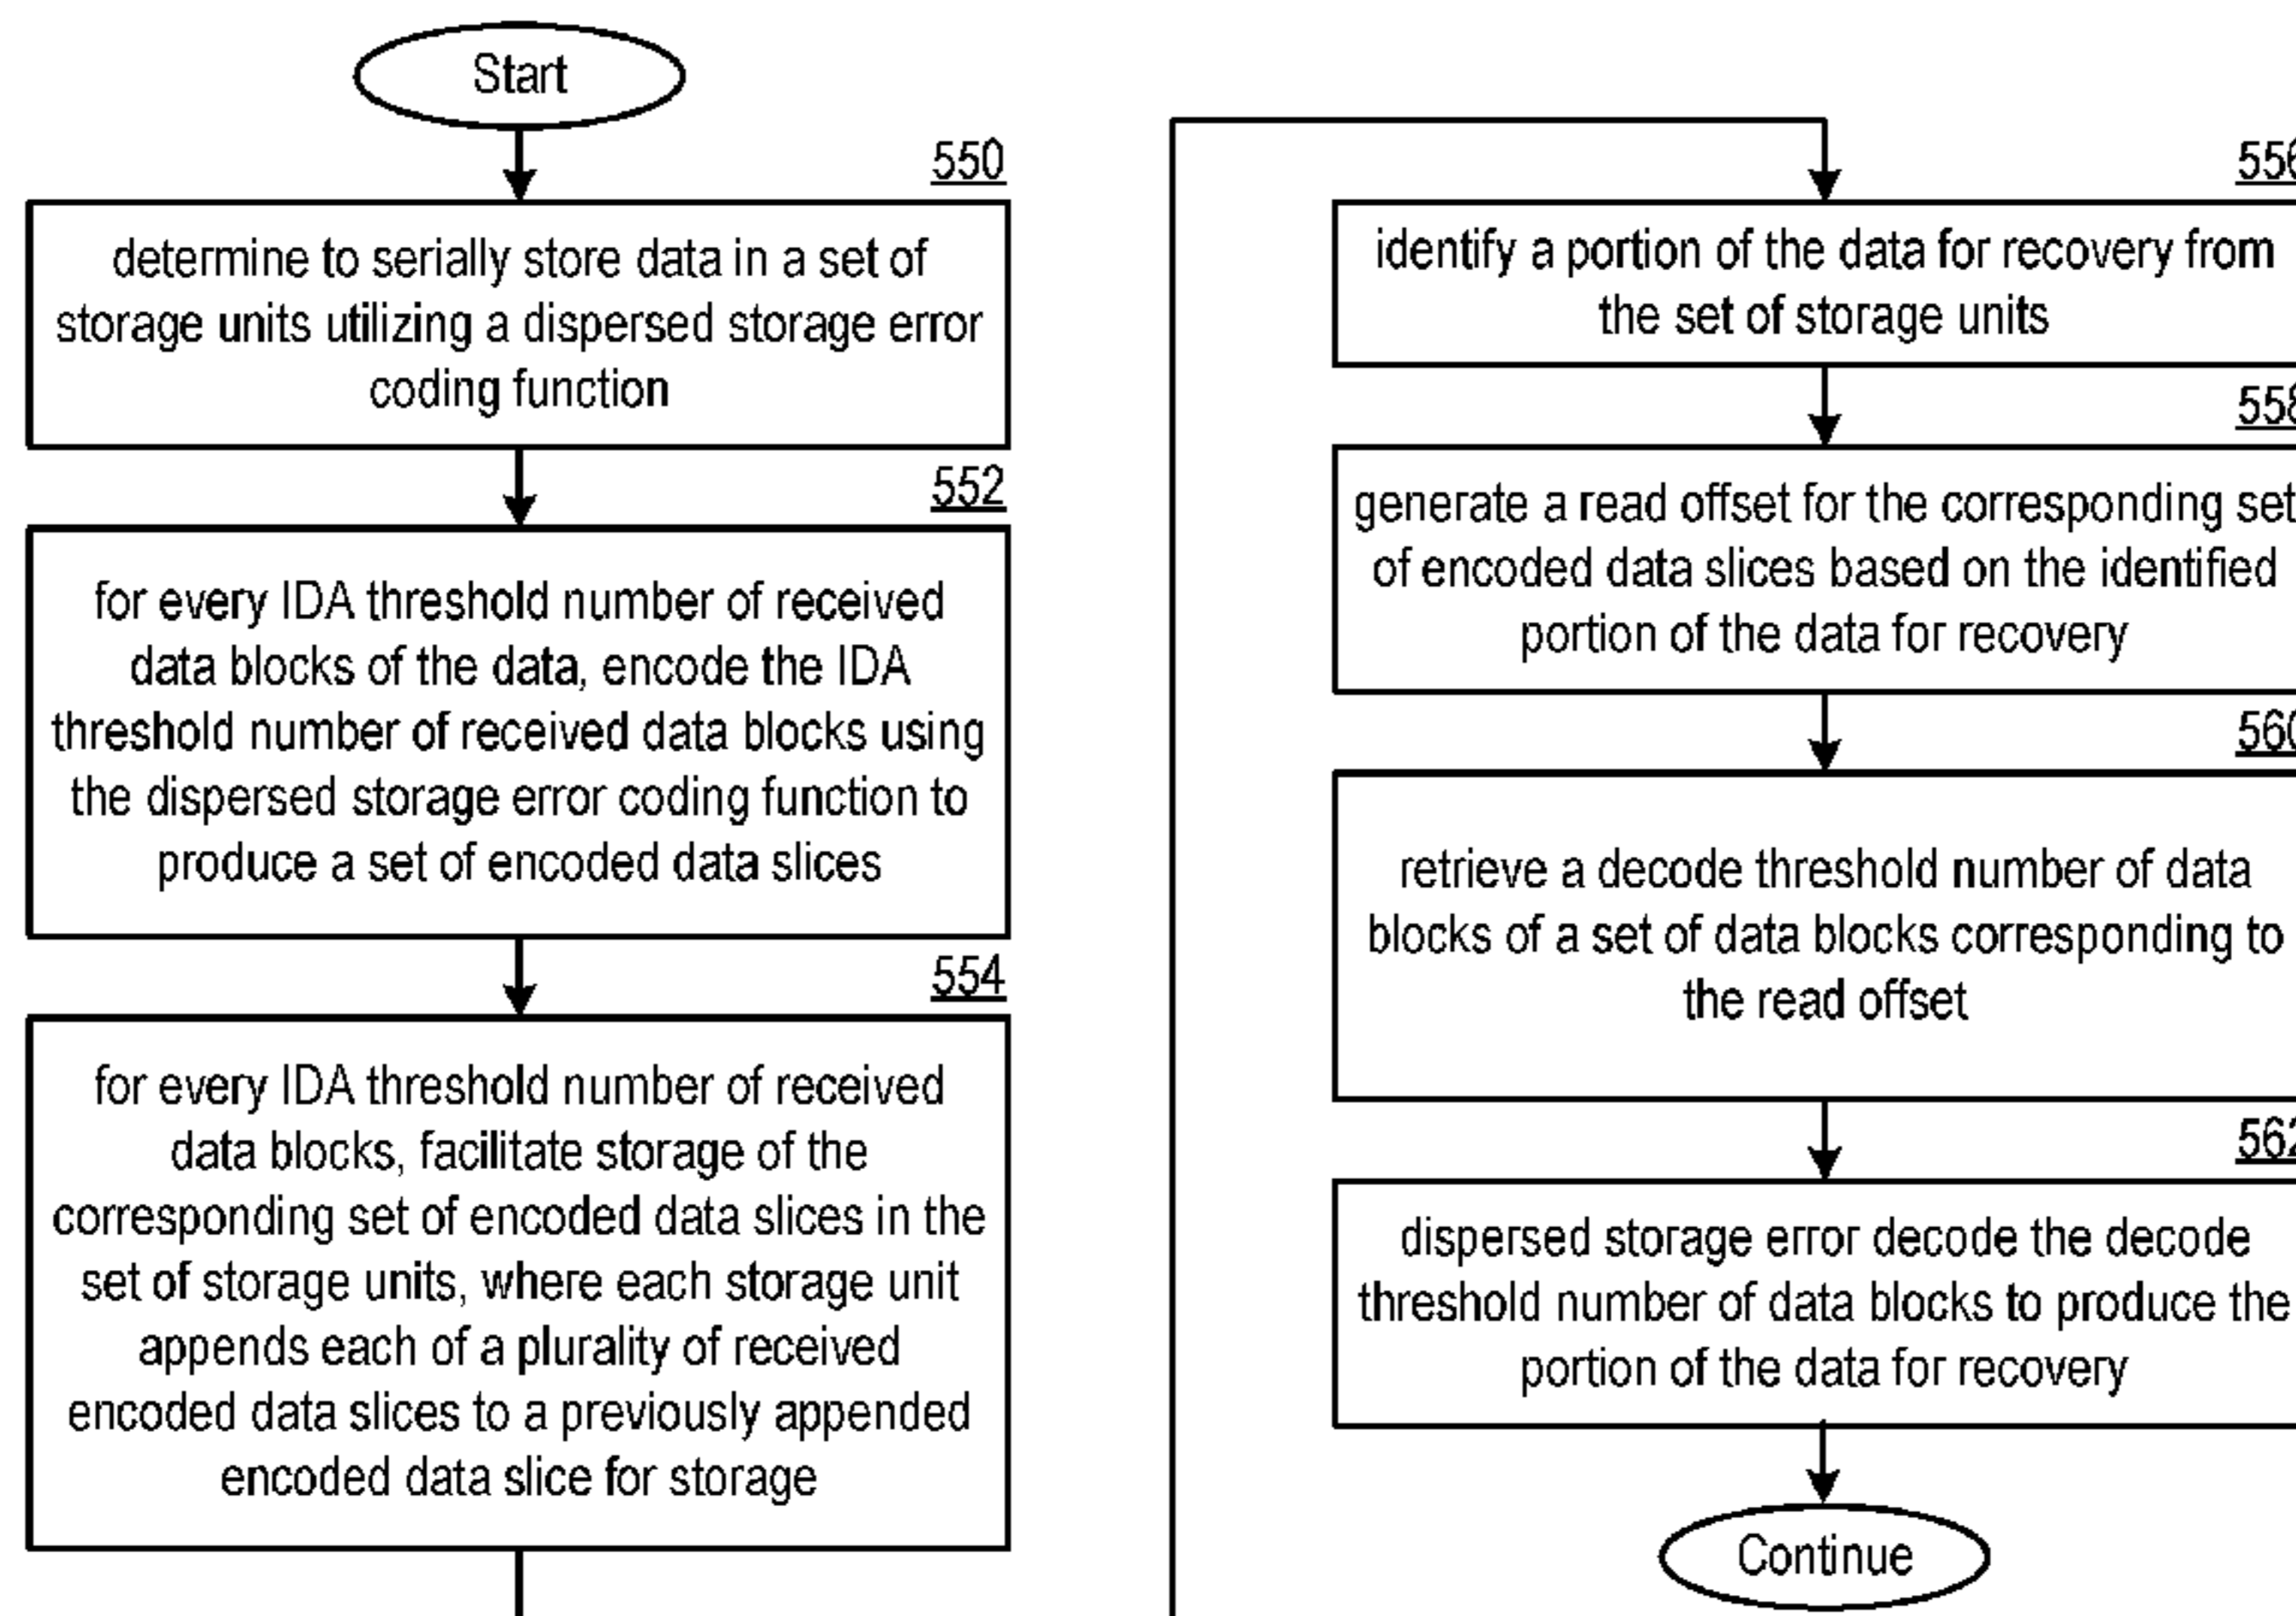 Start
550
determine to serially store data in a set of
storage units utilizing a dispersed storage error
coding function
552
for every IDA threshold number of received
data blocks of the data, encode the IDA
threshold number of received data blocks using
the dispersed storage error coding function to
produce a set of encoded data slices
554
for every IDA threshold number of received
data blocks, facilitate storage of the
corresponding set of encoded data slices in the
set of storage units, where each storage unit
appends each of a plurality of received
encoded data slices to a previously appended
encoded data slice for storage
556
identify a portion of the data for recovery from
the set of storage units
558
generate a read offset for the corresponding set
of encoded data slices based on the identified
portion of the data for recovery
560
retrieve a decode threshold number of data
blocks of a set of data blocks corresponding to
the read offset
562
dispersed storage error decode the decode
threshold number of data blocks to produce the
portion of the data for recovery
Continue